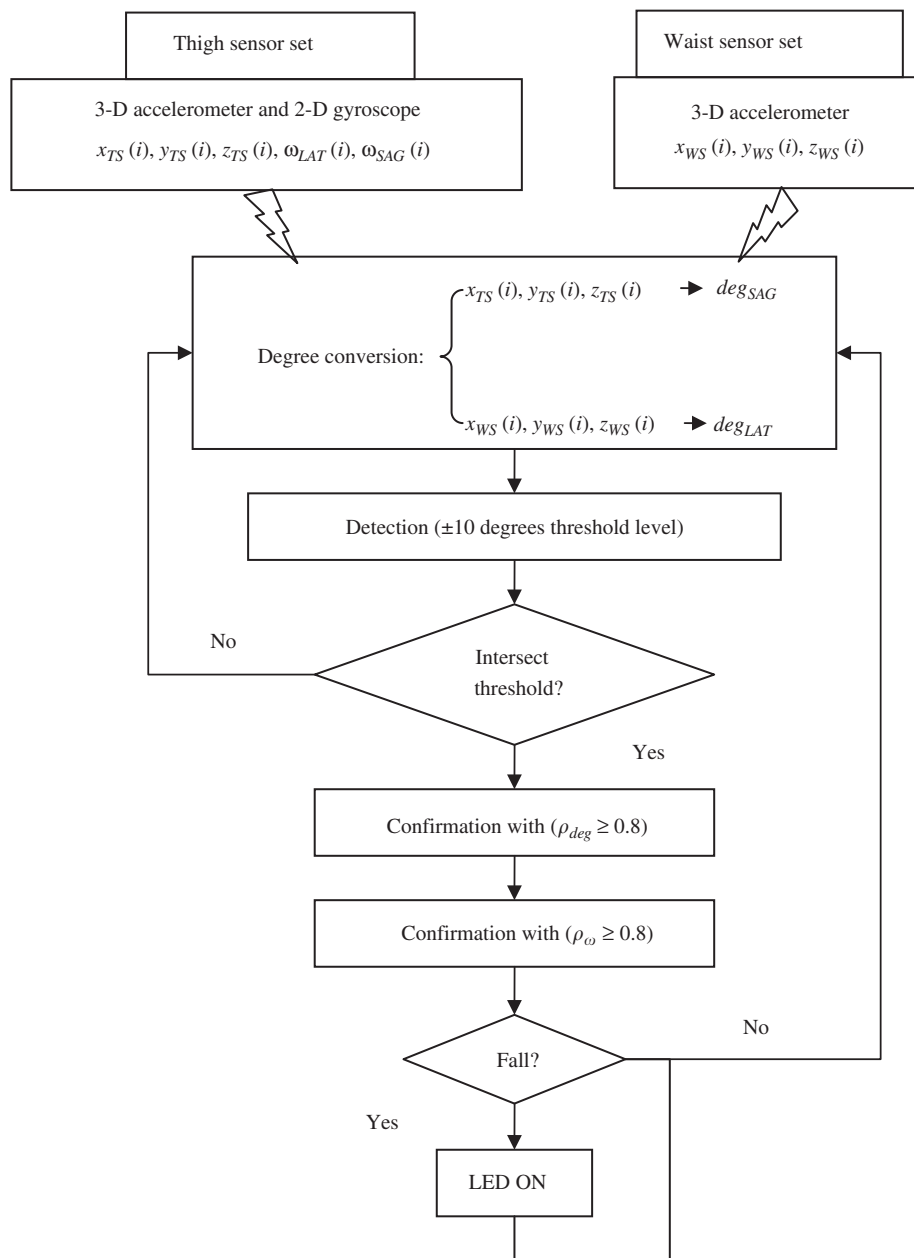 Thigh sensor set
Waist sensor set
3-D accelerometer and 2-D gyroscope
x_TS (i), y_TS (i), z_TS (i), ω_LAT (i), ω_SAG (i)
3-D accelerometer
x_WS (i), y_WS (i), z_WS (i)
Degree conversion:
x_TS (i), y_TS (i), z_TS (i) → deg_SAG
x_WS (i), y_WS (i), z_WS (i) → deg_LAT
Detection (±10 degrees threshold level)
Intersect
threshold?
No
Yes
Confirmation with (ρ_deg ≥ 0.8)
Confirmation with (ρ_ω ≥ 0.8)
Fall?
No
Yes
LED ON